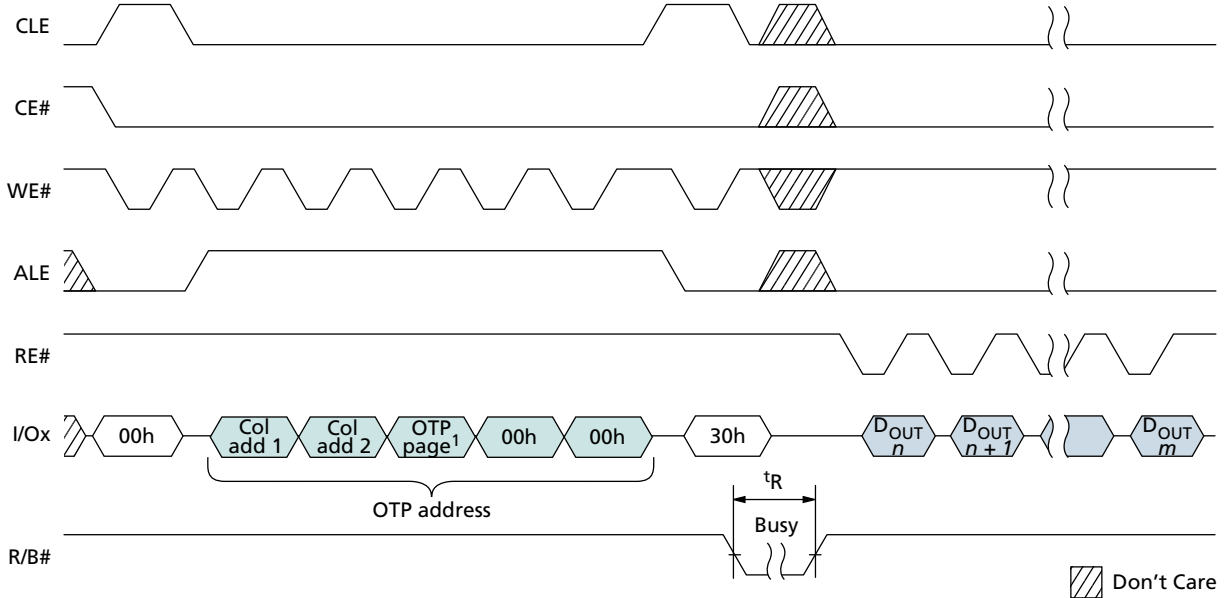 CLE
CE#
WE#
ALE
RE#
I/Ox
00h
Col
add 1
Col
add 2
OTP
page1
00h
00h
30h
DOUT
n
DOUT
n + 1
DOUT
m
OTP address
tR
Busy
R/B#
Don't Care